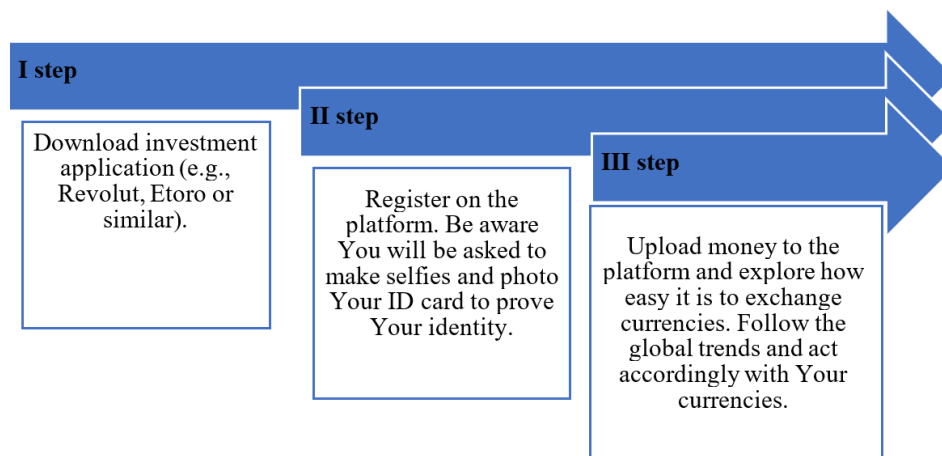 I step
Download investment
application (e.g.,
Revolut, Etoro or
similar).
II step
Register on the
platform. Be aware
You will be asked to
make selfies and photo
Your ID card to prove
Your identity.
III step
Upload money to the
platform and explore how
easy it is to exchange
currencies. Follow the
global trends and act
accordingly with Your
currencies.